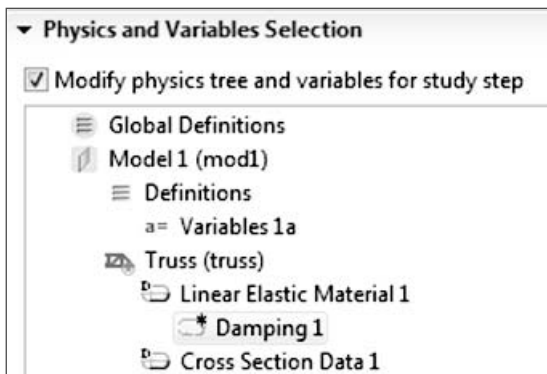 Physics and Variables Selection
Modify physics tree and variables for study step
Global Definitions
Model 1 (mod1)
Definitions
a= Variables 1a
Truss (truss)
Linear Elastic Material 1
Damping 1
Cross Section Data 1